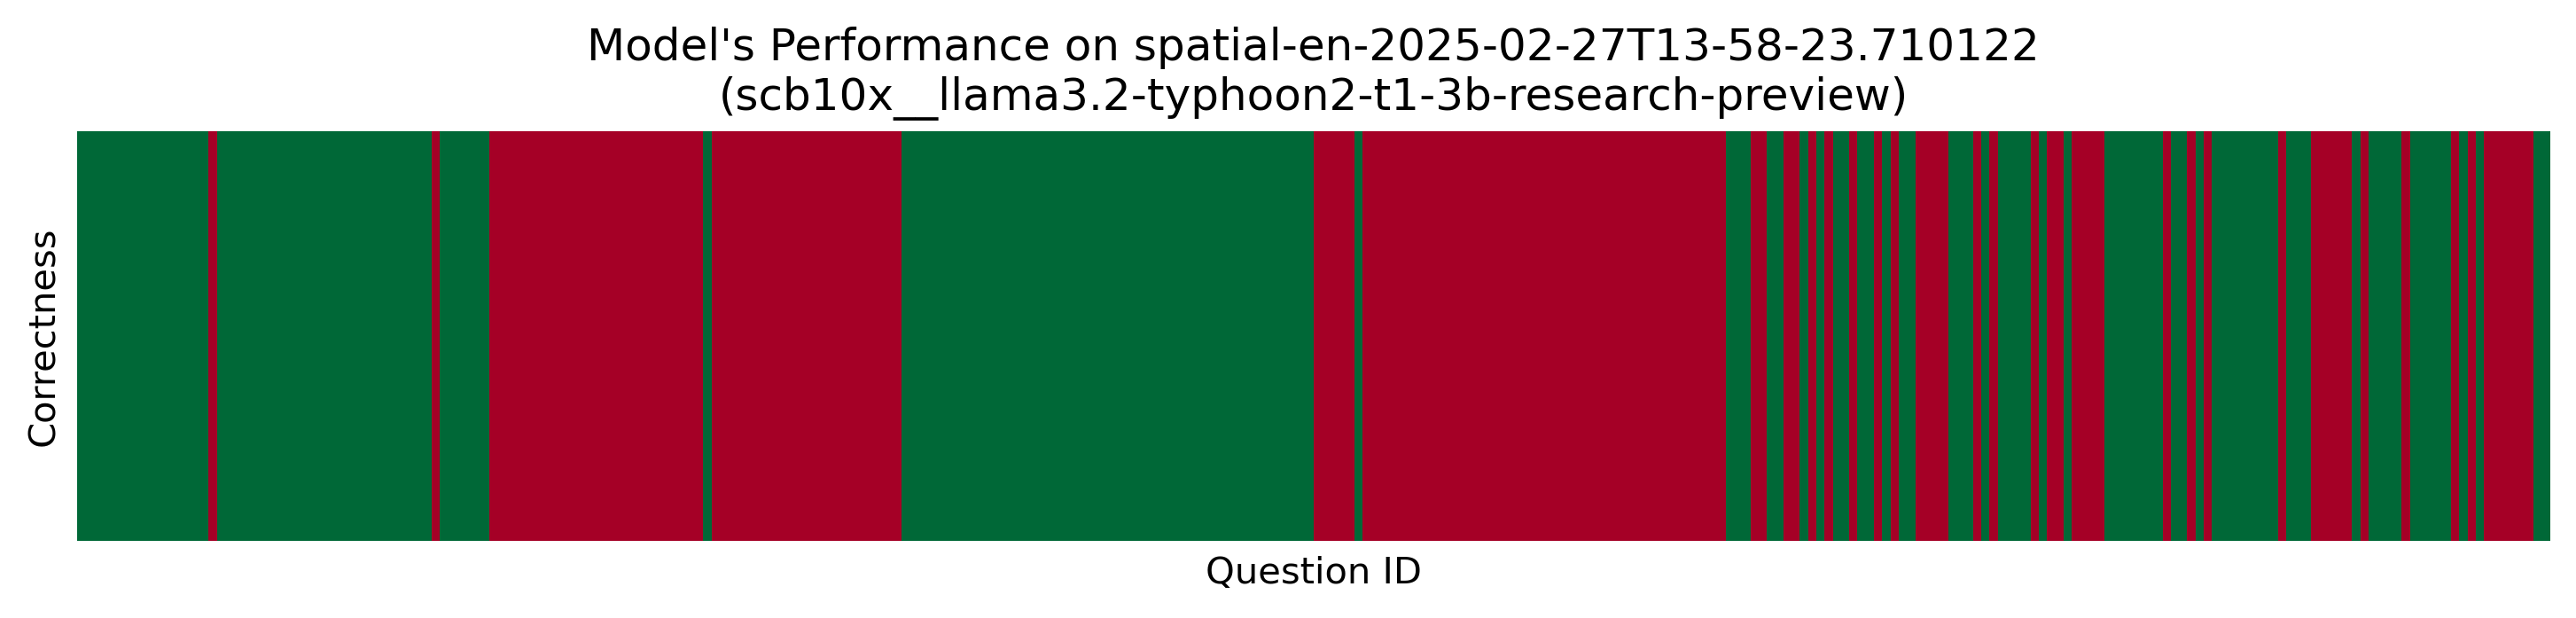 Model's Performance on spatial-en-2025-02-27T13-58-23.710122
(scb10x__llama3.2-typhoon2-t1-3b-research-preview)
Correctness
Question ID